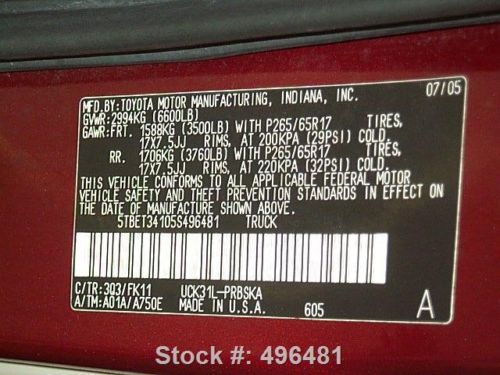 MFD.BY: TOYOTA MOTOR MANUFACTURING, INDIANA, INC. 07/05
GVWR: 2994KG (6600LB)
GAWR: FRT. 1588KG (3500LB) WITH P265/65R17 TIRES,
17X7.5JJ RIMS, AT 200KPA (29PSI) COLD.
RR. 1706KG (3760LB) WITH P265/65R17 TIRES,
17X7.5JJ RIMS, AT 220KPA (32PSI) COLD.
THIS VEHICLE CONFORMS TO ALL APPLICABLE FEDERAL MOTOR
VEHICLE SAFETY AND THEFT PREVENTION STANDARDS IN EFFECT ON
THE DATE OF MANUFACTURE SHOWN ABOVE.
5TBET34105S496481 TRUCK
C/TR: 3Q3/FK11 UCK31L-PRBSKA
A/TM: A01A/A750E MADE IN U.S.A. 605 A
Stock #: 496481